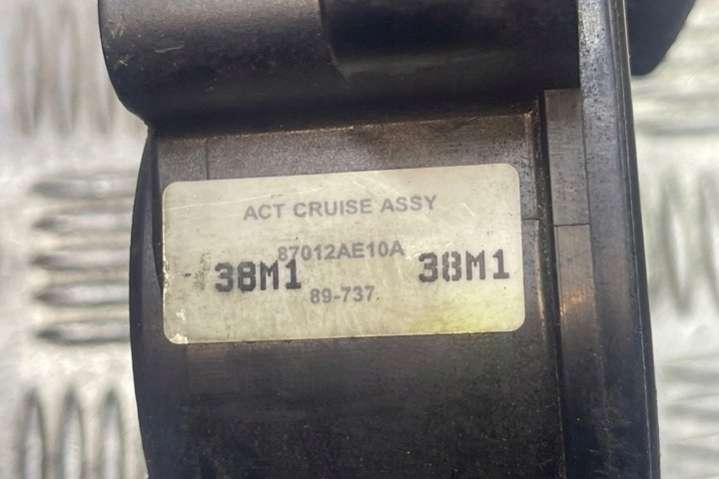 ACT CRUISE ASSY
87012AE10A
38M1 38M1
89-737